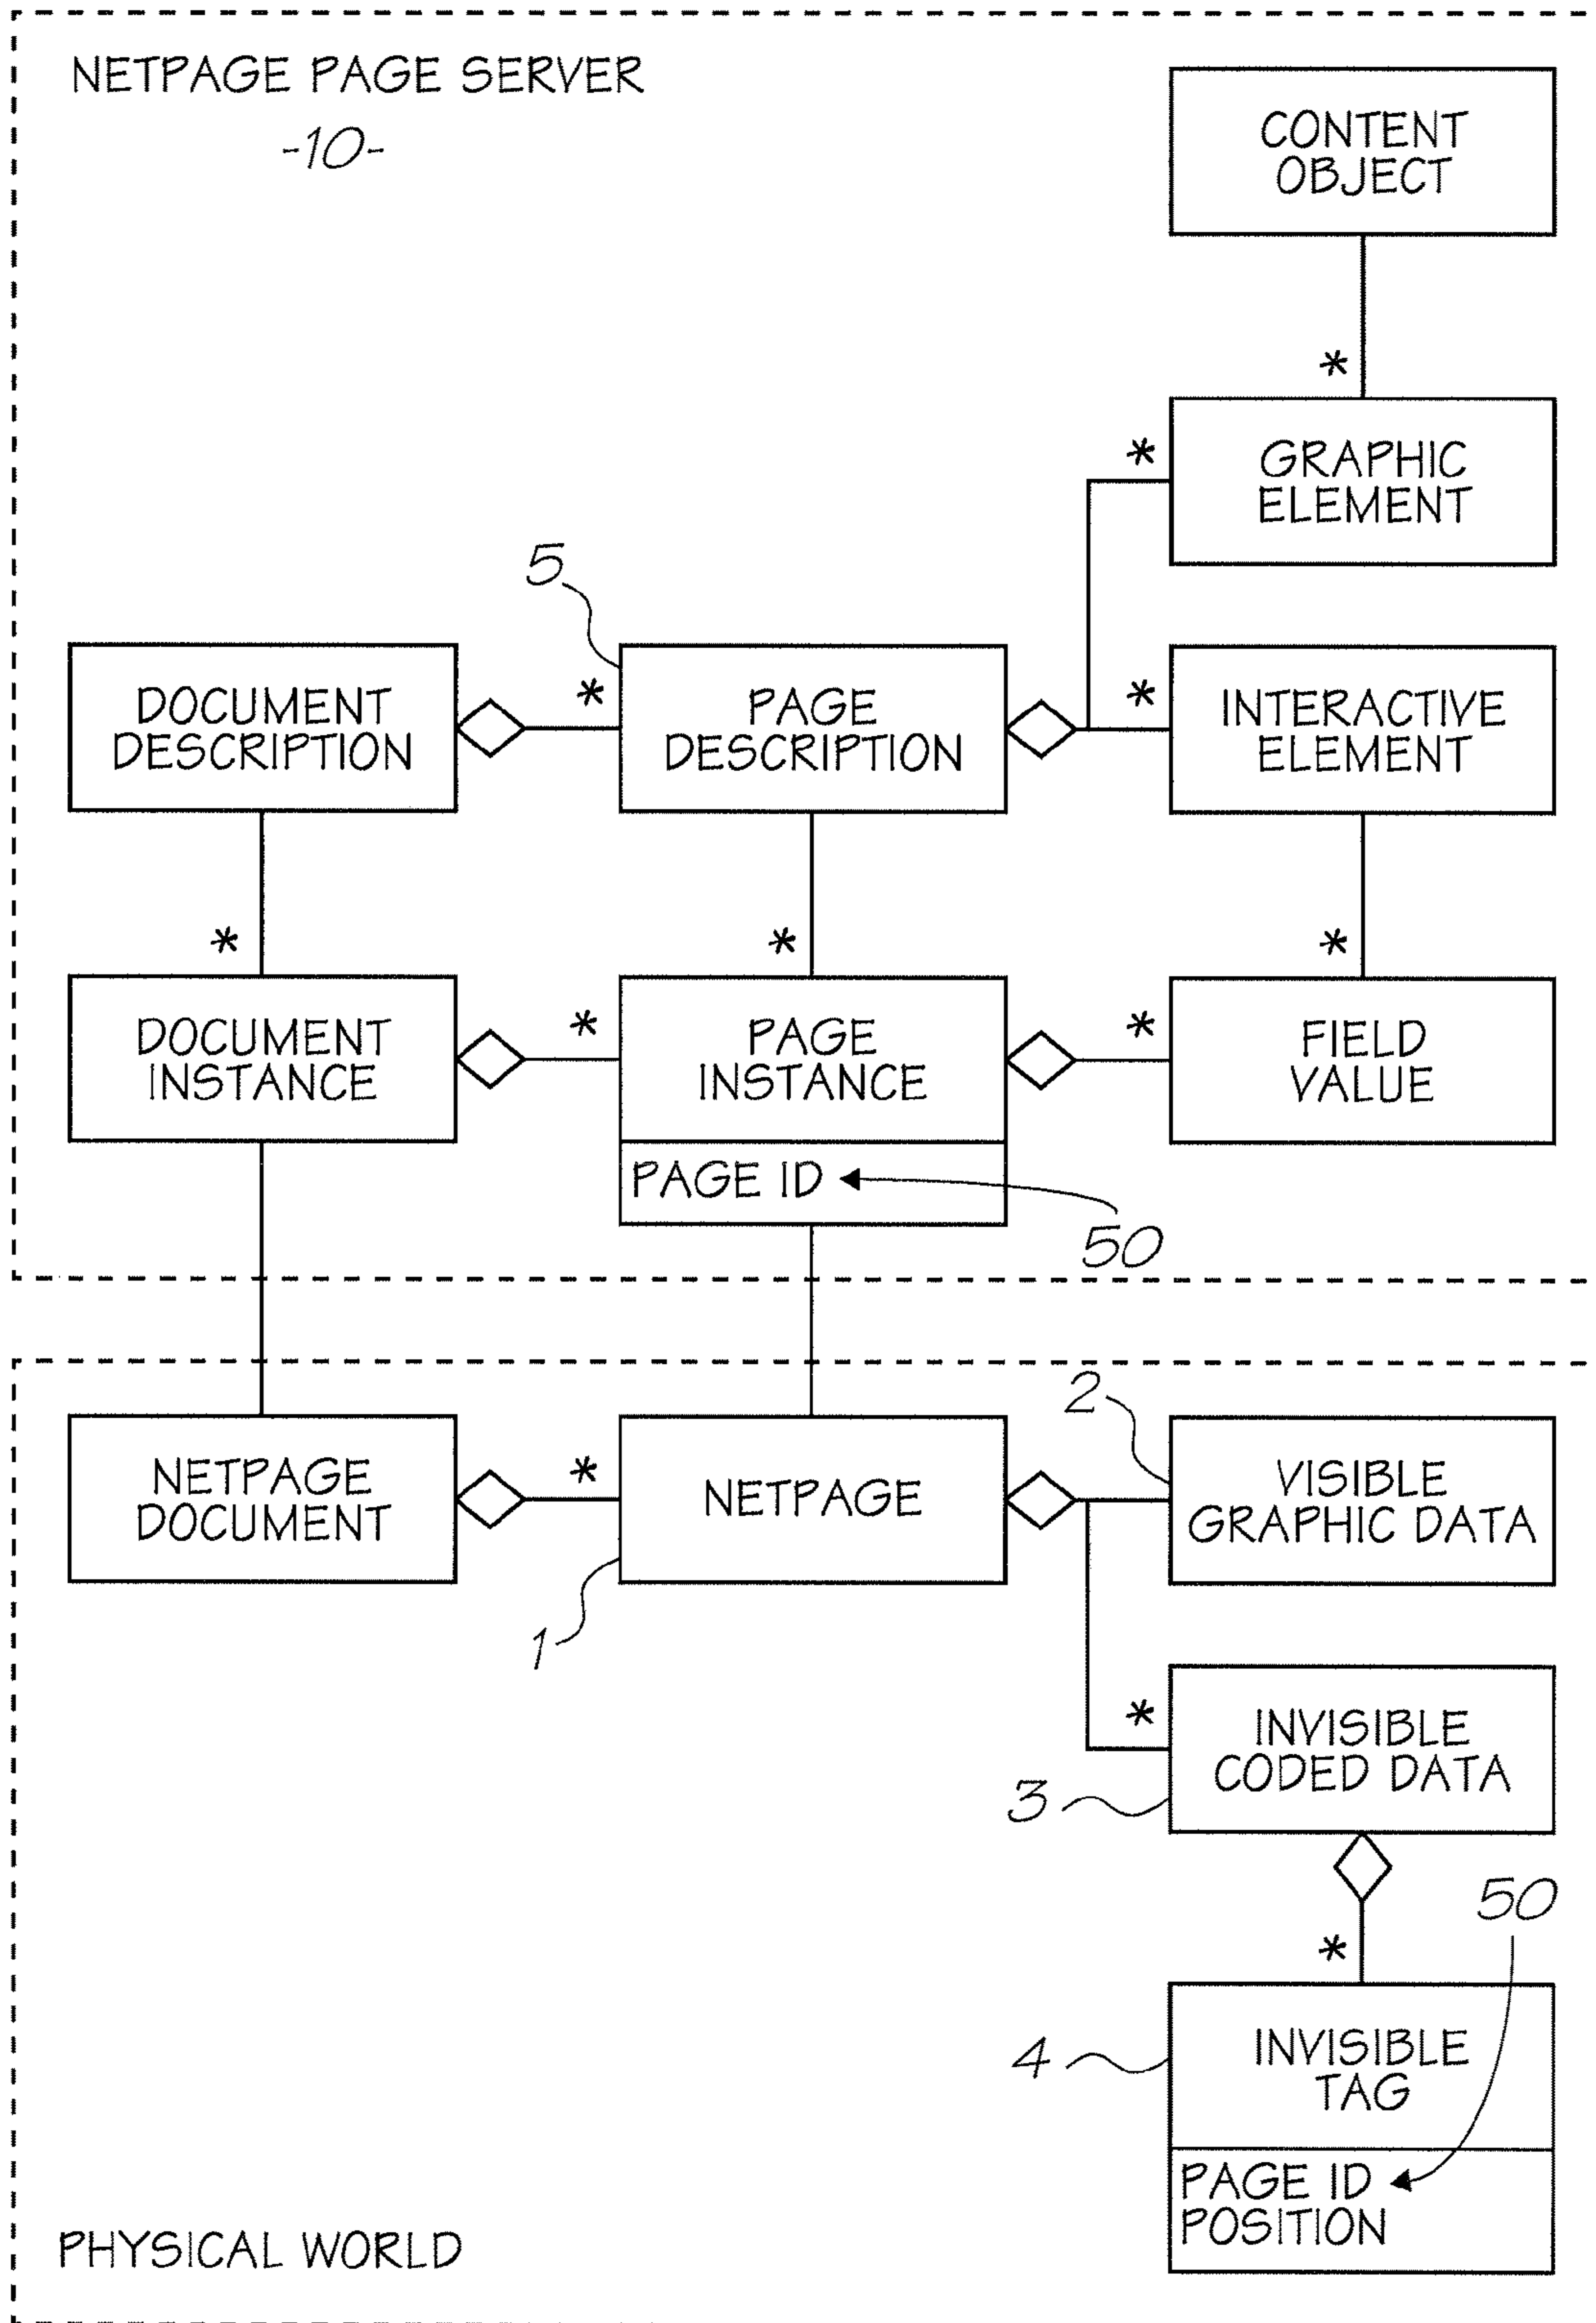 NETPAGE PAGE SERVER
-10-
CONTENT
OBJECT
*
*
GRAPHIC
ELEMENT
5
DOCUMENT
DESCRIPTION
*
PAGE
DESCRIPTION
*
INTERACTIVE
ELEMENT
*
*
*
DOCUMENT
INSTANCE
*
PAGE
INSTANCE
*
FIELD
VALUE
PAGE ID
50
2
NETPAGE
DOCUMENT
*
NETPAGE
VISIBLE
GRAPHIC DATA
1
*
INVISIBLE
CODED DATA
3
50
*
4
INVISIBLE
TAG
PAGE ID
POSITION
PHYSICAL WORLD